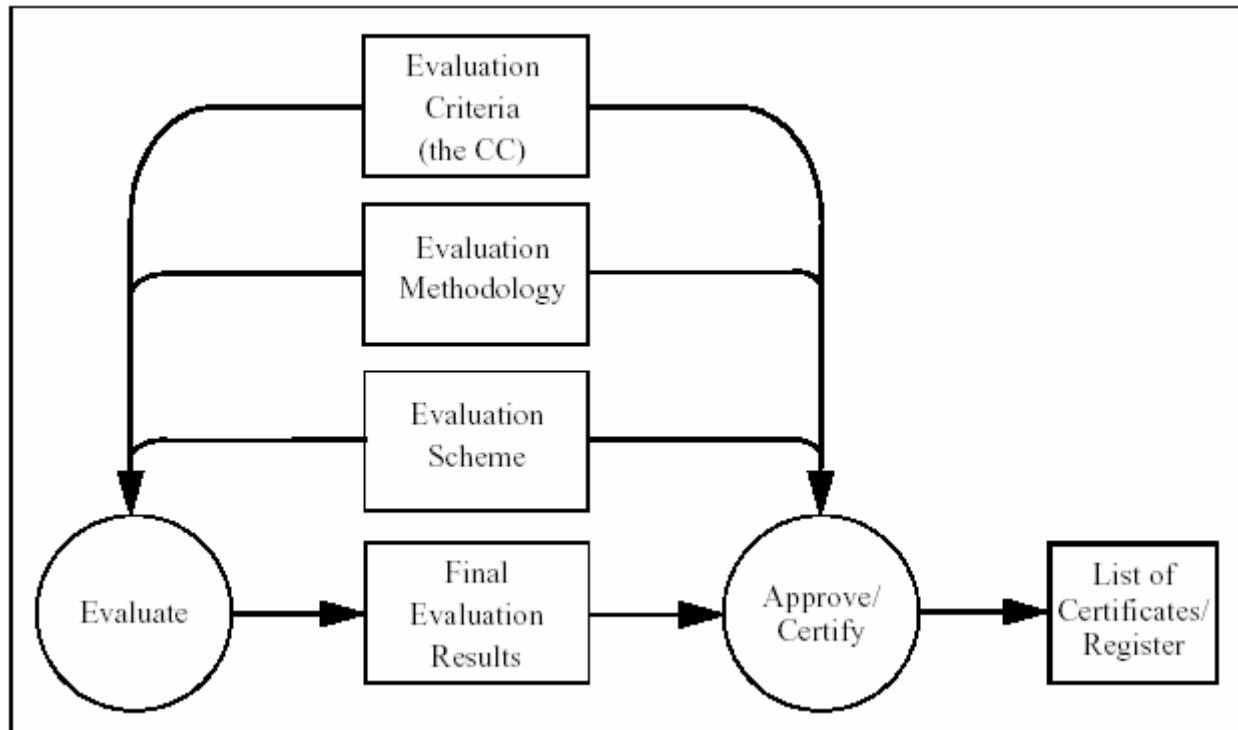 Evaluation
Criteria
(the CC)
Evaluation
Methodology
Evaluation
Scheme
Evaluate
Final
Evaluation
Results
Approve/
Certify
List of
Certificates/
Register